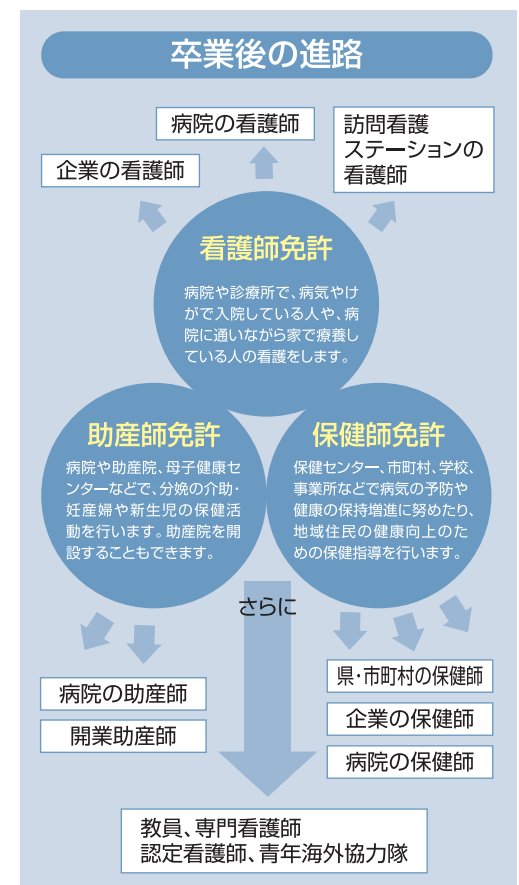 卒業後の進路
病院の看護師
企業の看護師
訪問看護
ステーションの
看護師
看護師免許
病院や診療所で、病気やけ
がで入院している人や、病
院に通いながら家で療養し
ている人の看護をします。
助産師免許
病院や助産院、母子健康セ
ンターなどで、分娩の介助・
妊産婦や新生児の保健活
動を行います。助産院を開
設することもできます。
保健師免許
保健センター、市町村、学校、
事業所などで病気の予防や
健康の保持増進に努めたり、
地域住民の健康向上のた
めの保健指導を行います。
さらに
病院の助産師
開業助産師
県・市町村の保健師
企業の保健師
病院の保健師
教員、専門看護師
認定看護師、青年海外協力隊